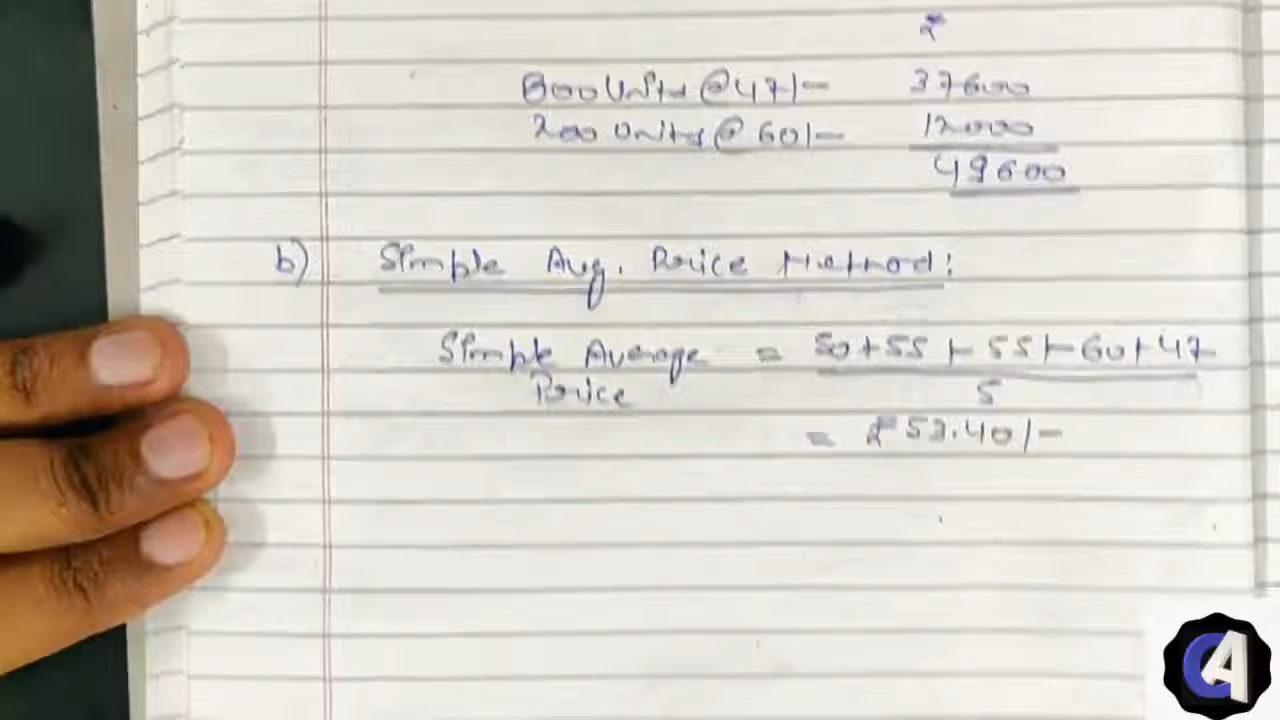 ₹
800 Units @ 47/- 37600
200 Units @ 60/- 12000
49600
b) Simple Avg. Price Method:
Simple Average Price = 50 + 55 + 55 + 60 + 47
5
= ₹ 53.40/-
CA